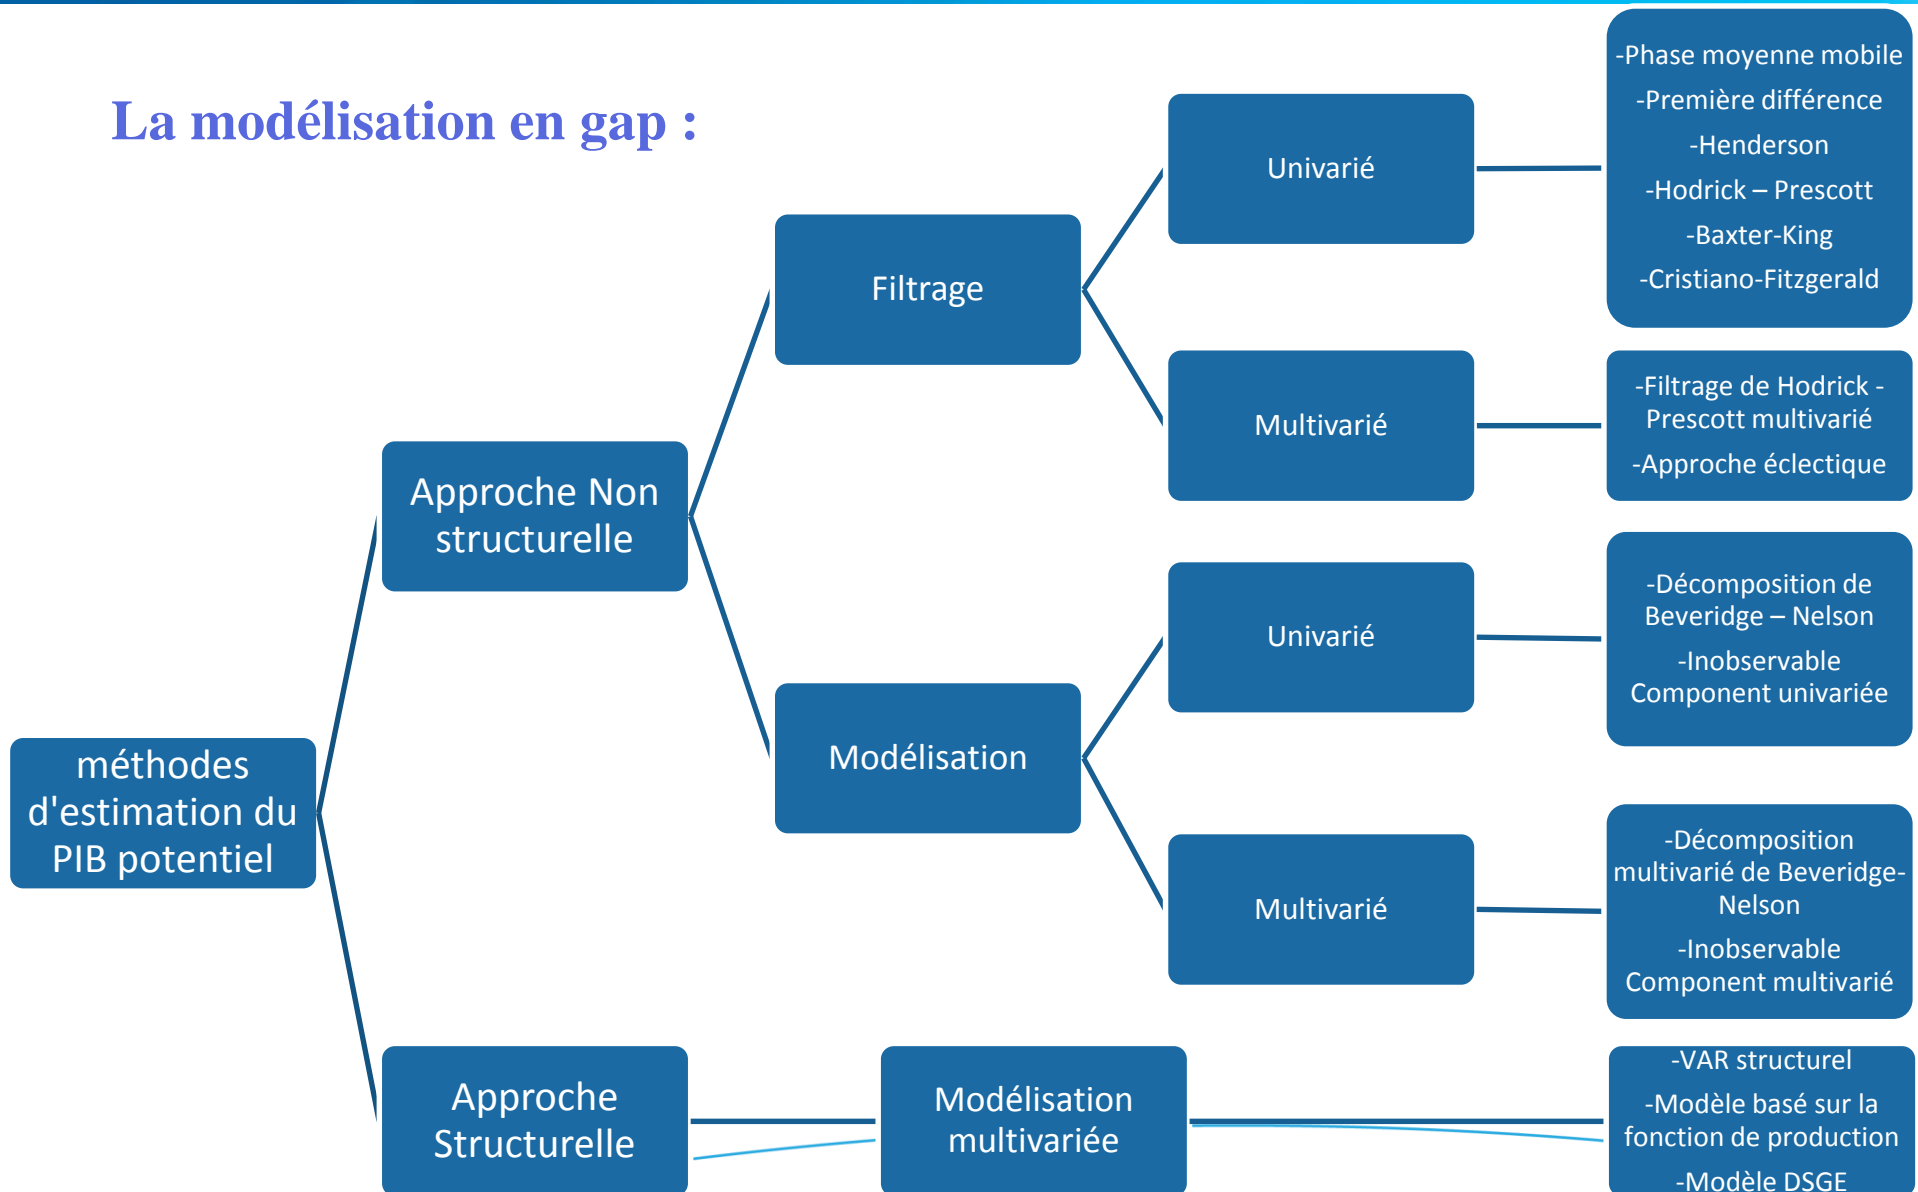 La modélisation en gap :
méthodes
d'estimation du
PIB potentiel
Approche Non
structurelle
Filtrage
Univarié
-Phase moyenne mobile
-Première différence
-Henderson
-Hodrick – Prescott
-Baxter-King
-Cristiano-Fitzgerald
Multivarié
-Filtrage de Hodrick -
Prescott multivarié
-Approche éclectique
Modélisation
Univarié
-Décomposition de
Beveridge – Nelson
-Inobservable
Component univariée
Multivarié
-Décomposition
multivarié de Beveridge-
Nelson
-Inobservable
Component multivarié
Approche
Structurelle
Modélisation
multivariée
-VAR structurel
-Modèle basé sur la
fonction de production
-Modèle DSGE